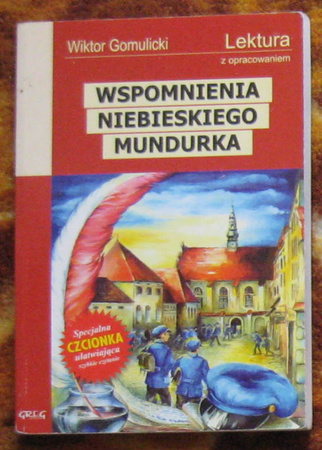 Wiktor Gomulicki
Lektura
z opracowaniem
WSPOMNIENIA
NIEBIESKIEGO
MUNDURKA
Specjalna
CZCIONKA
ułatwiająca
szybkie czytanie
GREG